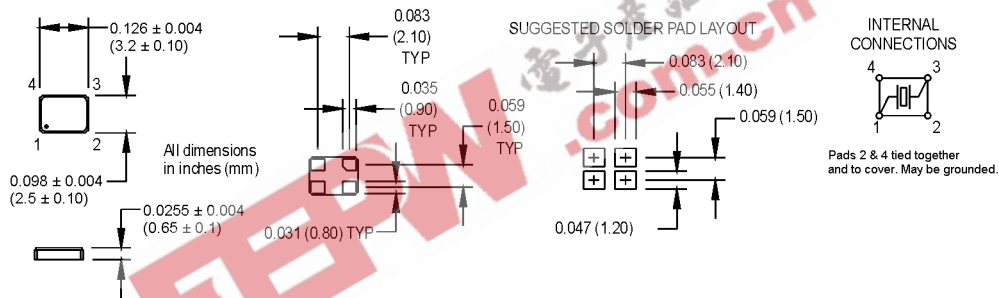 0.126 ± 0.004
(3.2 ± 0.10)
4 3
1 2
0.098 ± 0.004
(2.5 ± 0.10)
0.0255 ± 0.004
(0.65 ± 0.1)
All dimensions
in inches (mm)
0.083
(2.10)
TYP
0.035
(0.90)
TYP
0.059
(1.50)
TYP
0.031 (0.80) TYP
SUGGESTED SOLDER PAD LAYOUT
0.083 (2.10)
0.055 (1.40)
0.059 (1.50)
0.047 (1.20)
INTERNAL
CONNECTIONS
4 3
1 2
Pads 2 & 4 tied together
and to cover. May be grounded.
.com.cn